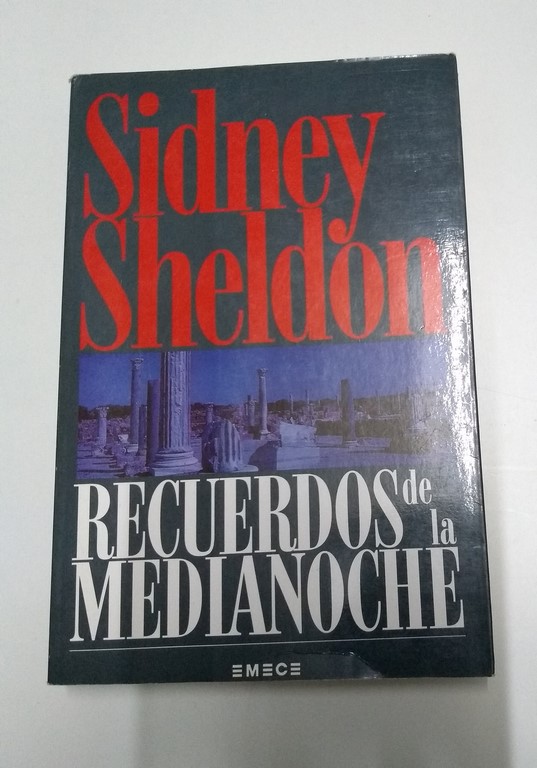 Sidney
Sheldon
RECUERDOS de la
MEDIANOCHE
EMECE